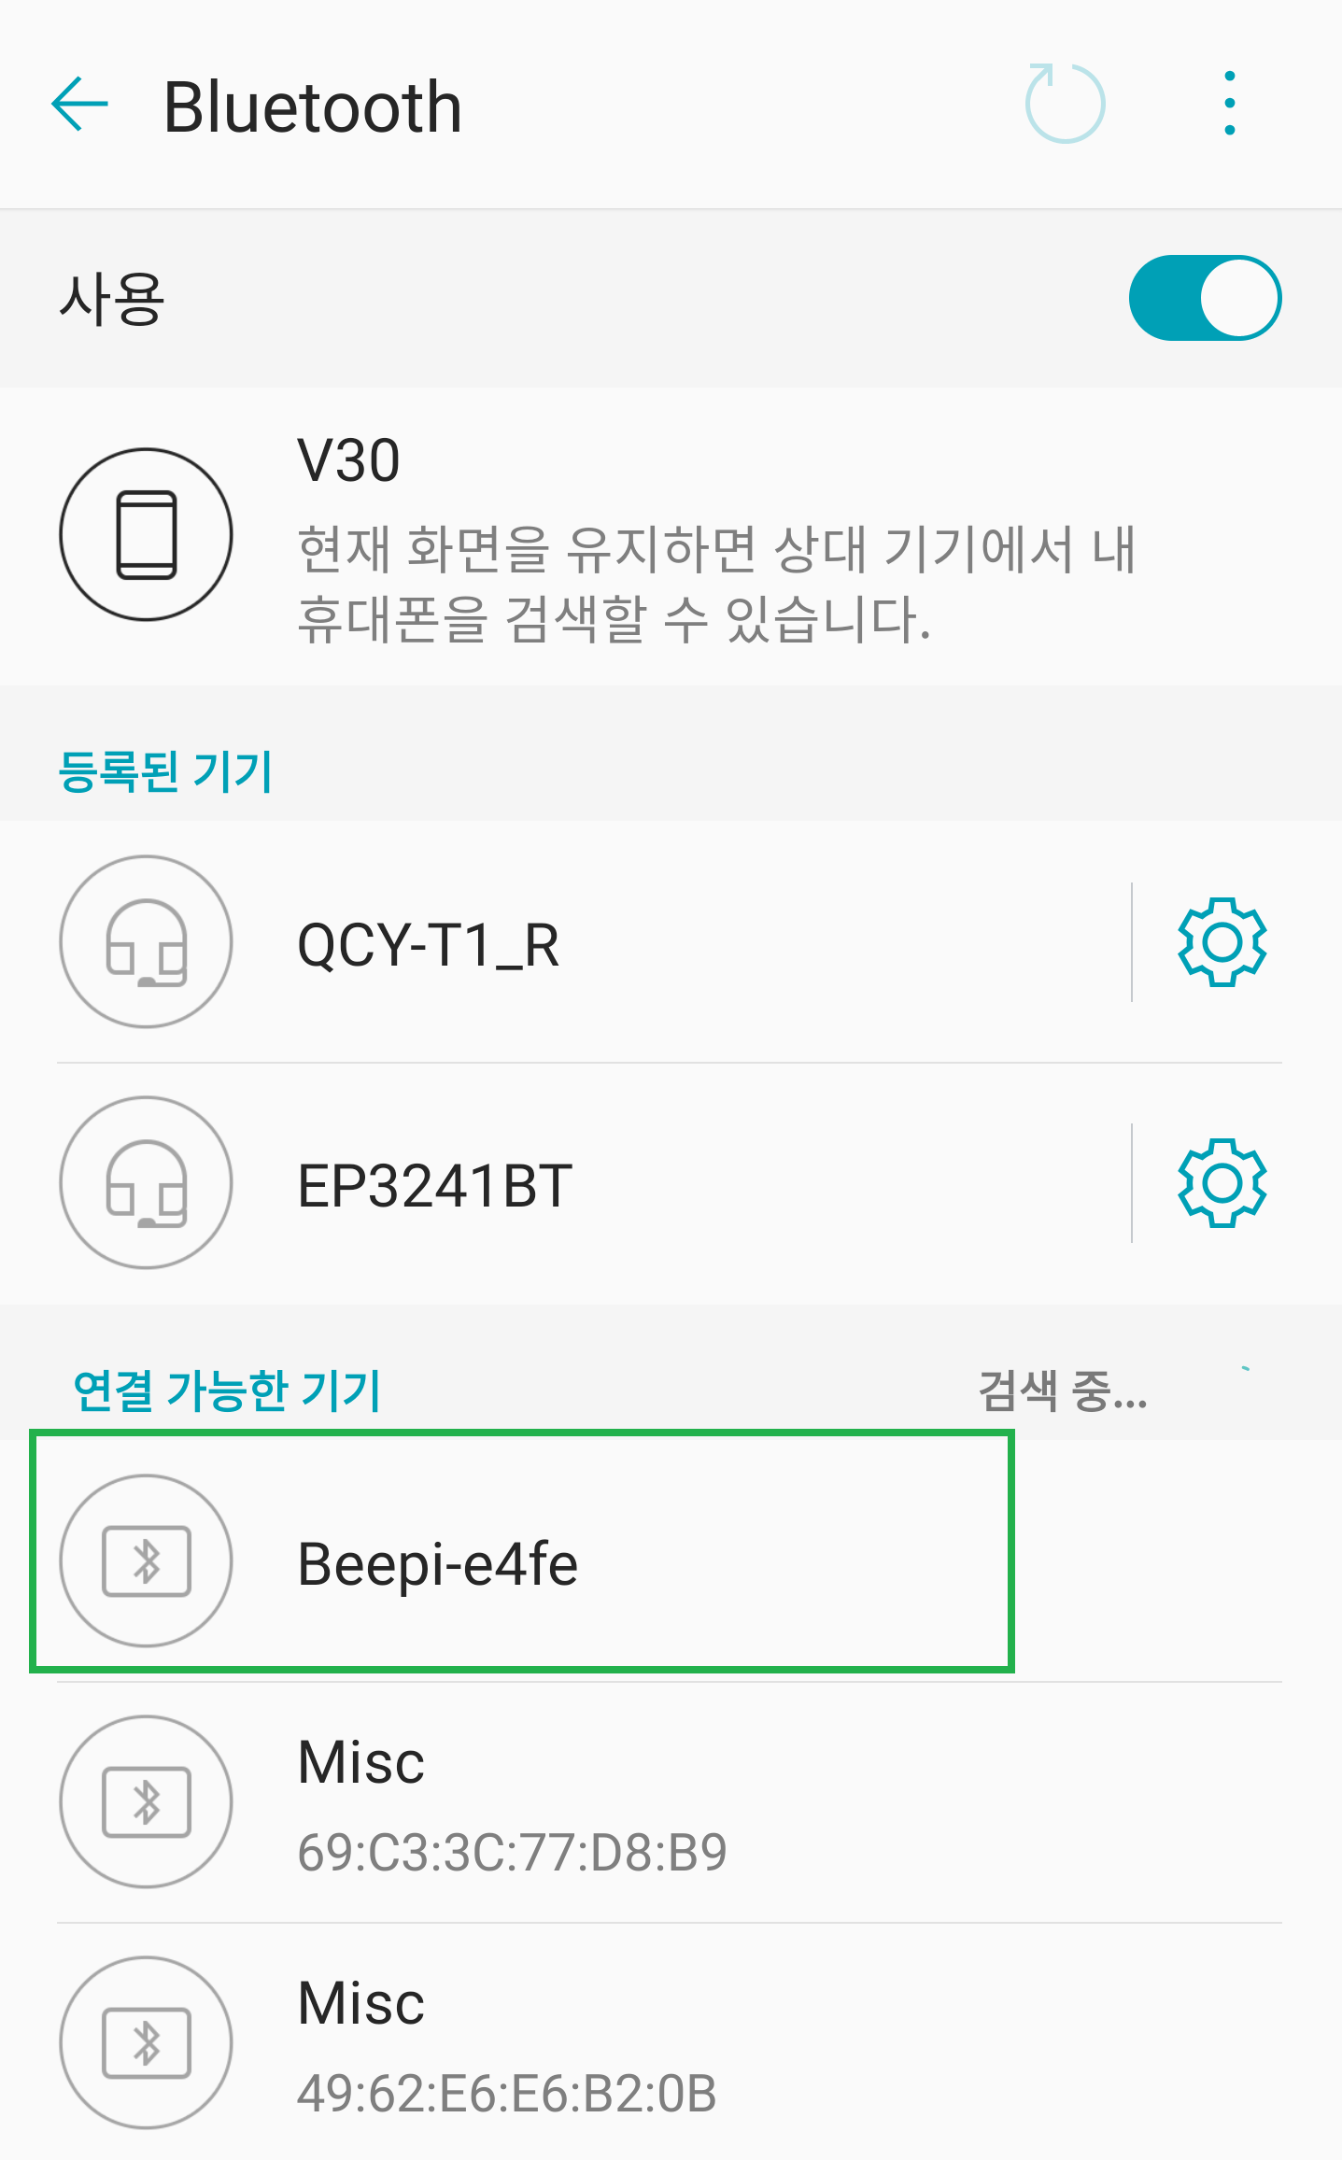 Bluetooth
사용
V30
현재 화면을 유지하면 상대 기기에서 내
휴대폰을 검색할 수 있습니다.
등록된 기기
QCY-T1_R
EP3241BT
연결 가능한 기기 검색 중...
Beepi-e4fe
Misc
69:C3:3C:77:D8:B9
Misc
49:62:E6:E6:B2:0B